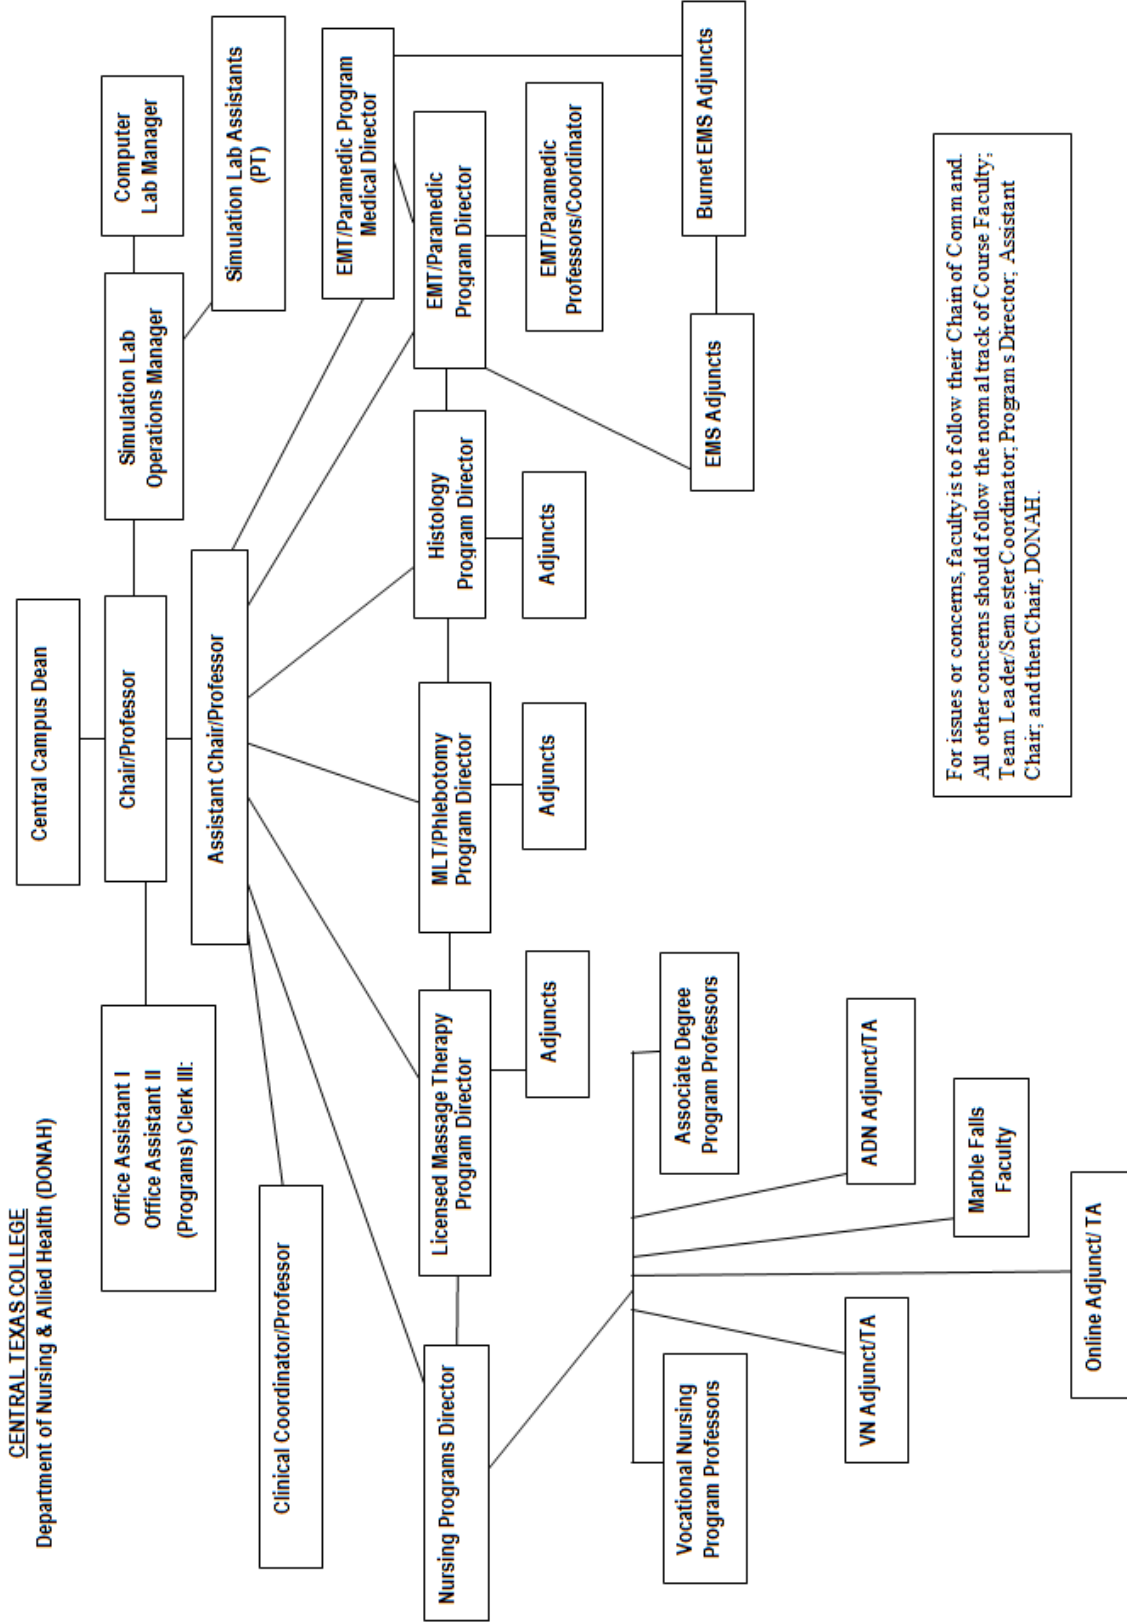 CENTRAL TEXAS COLLEGE
Department of Nursing & Allied Health (DONAH)
Central Campus Dean
Office Assistant I
Office Assistant II
(Programs) Clerk III:
Chair/Professor
Simulation Lab
Operations Manager
Computer
Lab Manager
Assistant Chair/Professor
Simulation Lab Assistants
(PT)
Clinical Coordinator/Professor
EMT/Paramedic Program
Medical Director
Nursing Programs Director
Licensed Massage Therapy
Program Director
MLT/Phlebotomy
Program Director
Histology
Program Director
EMT/Paramedic
Program Director
Adjuncts
Adjuncts
Adjuncts
EMT/Paramedic
Professors/Coordinator
Vocational Nursing
Program Professors
Associate Degree
Program Professors
EMS Adjuncts
Burnet EMS Adjuncts
VN Adjunct/TA
ADN Adjunct/TA
Marble Falls
Faculty
Online Adjunct/ TA
For issues or concerns, faculty is to follow their Chain of Command.
All other concerns should follow the normal track of Course Faculty;
Team Leader/Semester Coordinator; Programs Director; Assistant
Chair; and then Chair, DONAH.